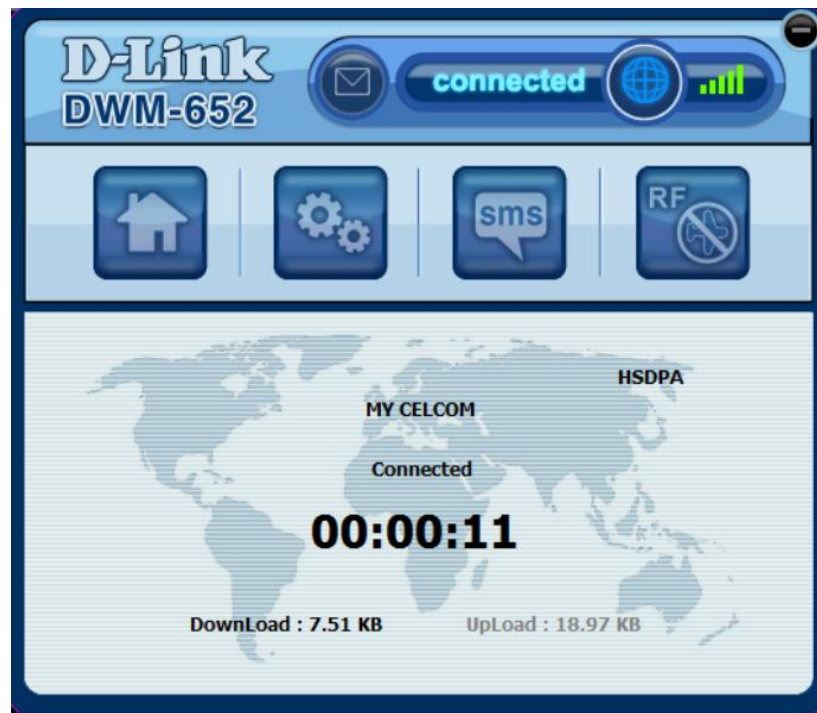 D-Link
DWM-652
connected
sms
RF
HSDPA
MY CELCOM
Connected
00:00:11
DownLoad : 7.51 KB UpLoad : 18.97 KB